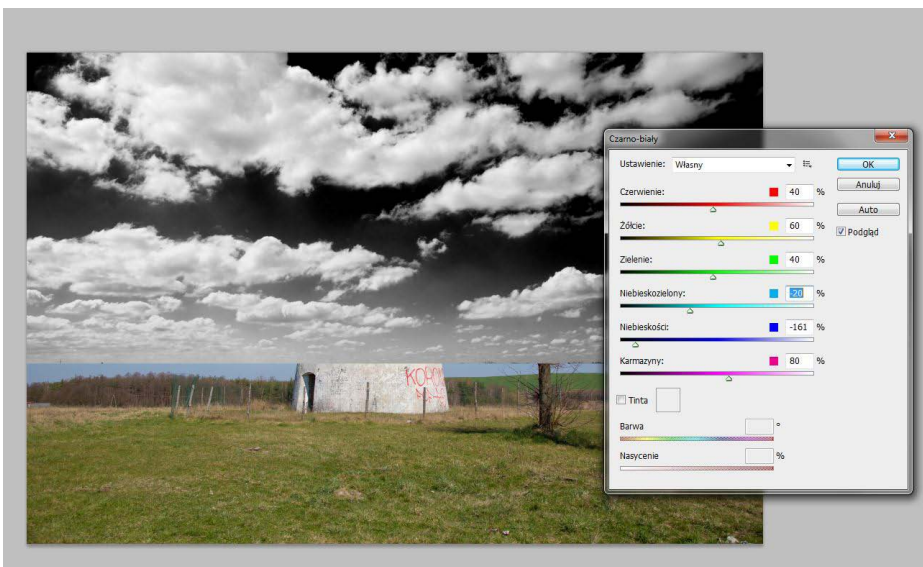 Czarno-biały
Ustawienie: Własny
OK
Anuluj
Auto
Podgląd
Czerwienie: 40 %
Żółcie: 60 %
Zielenie: 40 %
Niebieskozielony: -20 %
Niebieskości: -161 %
Karmazyny: 80 %
Tinta
Barwa °
Nasycenie %